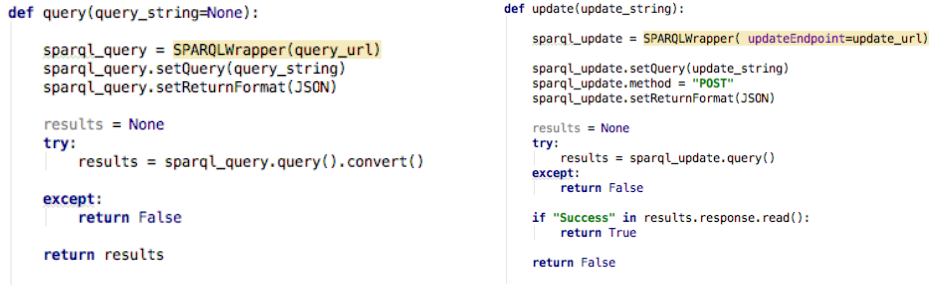 def query(query_string=None):
sparql_query = SPARQLWrapper(query_url)
sparql_query.setQuery(query_string)
sparql_query.setReturnFormat(JSON)
results = None
try:
results = sparql_query.query().convert()
except:
return False
return results
def update(update_string):
sparql_update = SPARQLWrapper( updateEndpoint=update_url)
sparql_update.setQuery(update_string)
sparql_update.method = "POST"
sparql_update.setReturnFormat(JSON)
results = None
try:
results = sparql_update.query()
except:
return False
if "Success" in results.response.read():
return True
return False